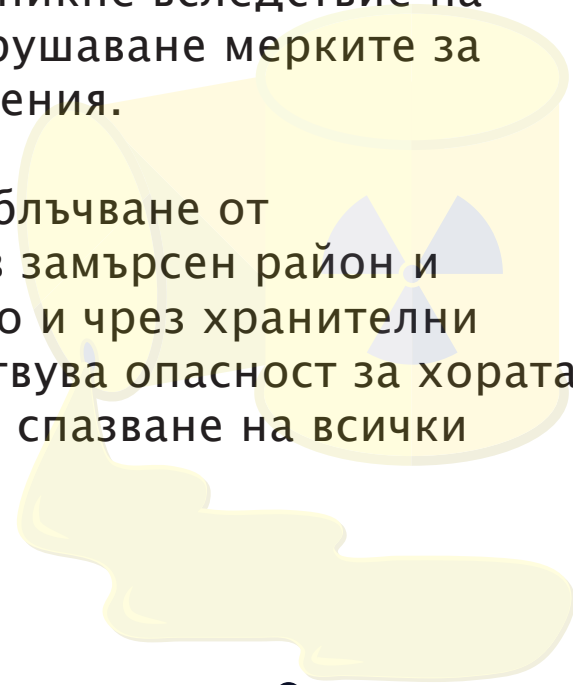 вследствие на
рушаване мерките за
ения.
блъчване от
замърсен район и
о и чрез хранителни
твува опасност за хората
спазване на всички